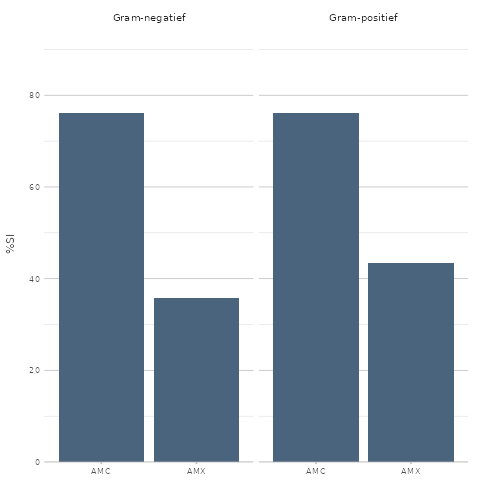 Gram-negatief
Gram-positief
80
60
40
20
0
%SI
AMC
AMX
AMC
AMX